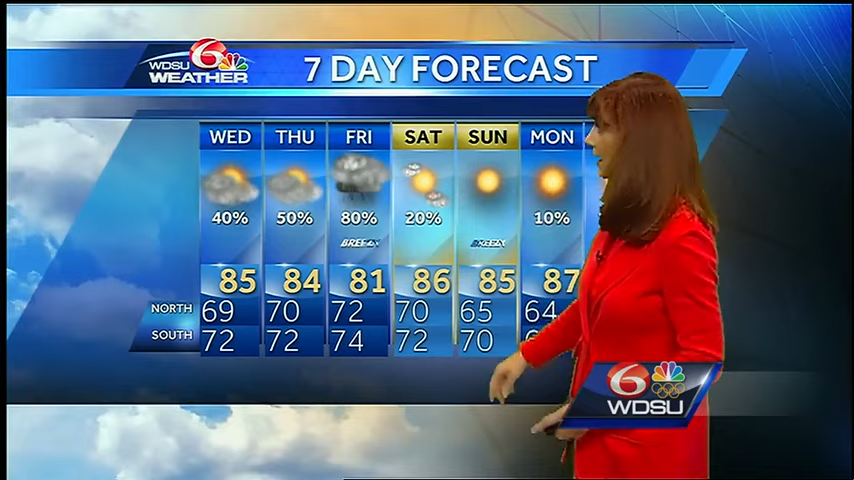 WDSU 6
WEATHER
7 DAY FORECAST
WED THU FRI SAT SUN MON
40% 50% 80% 20% 10%
BREEZY BREEZY
85 84 81 86 85 87
NORTH 69 70 72 70 65 64
SOUTH 72 72 74 72 70
6
WDSU